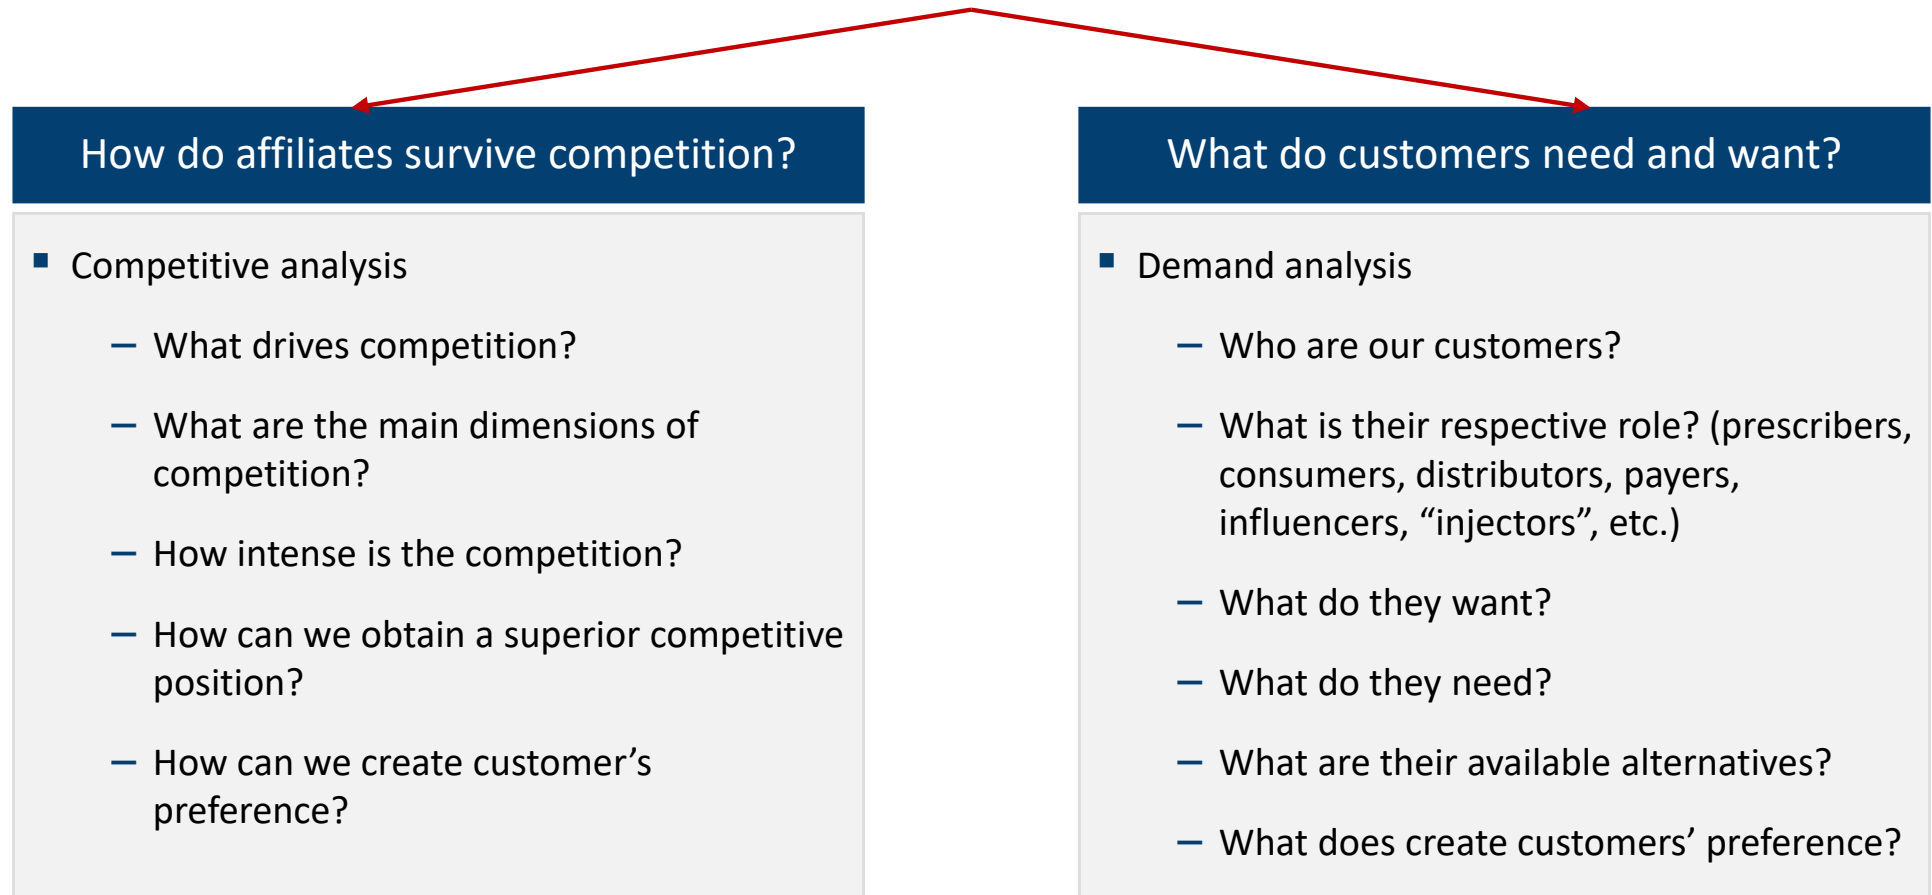 How do affiliates survive competition?
▪ Competitive analysis
– What drives competition?
– What are the main dimensions of
competition?
– How intense is the competition?
– How can we obtain a superior competitive
position?
– How can we create customer’s
preference?
What do customers need and want?
▪ Demand analysis
– Who are our customers?
– What is their respective role? (prescribers,
consumers, distributors, payers,
influencers, “injectors”, etc.)
– What do they want?
– What do they need?
– What are their available alternatives?
– What does create customers’ preference?